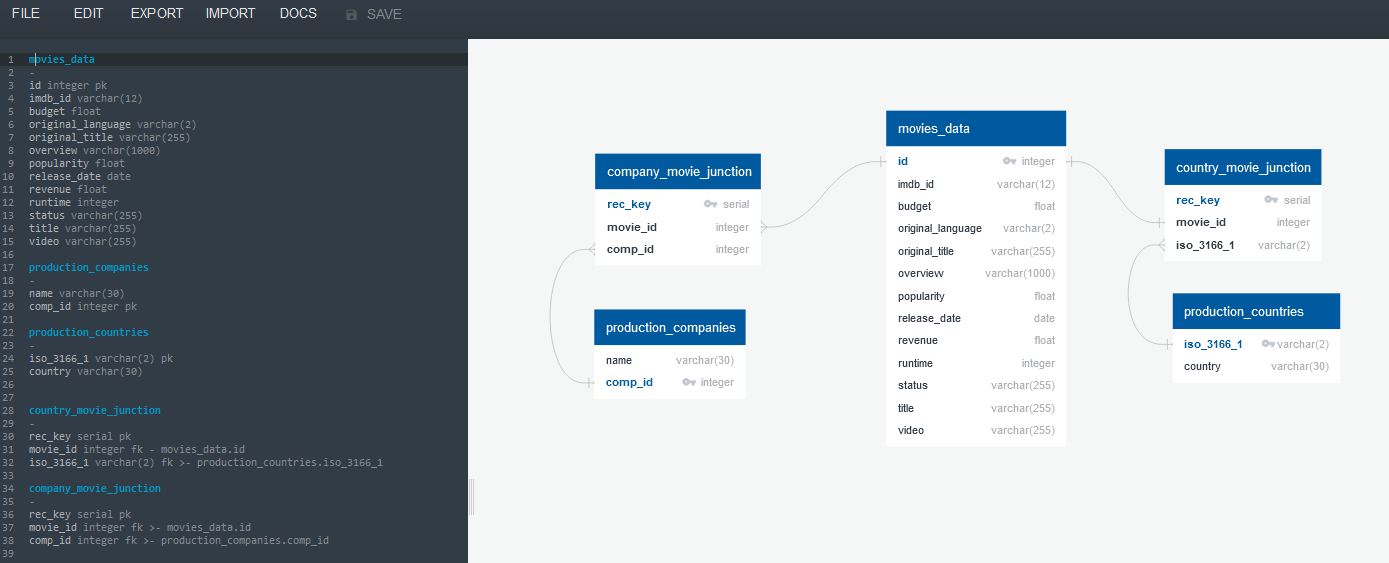 FILE EDIT EXPORT IMPORT DOCS SAVE
1 movies_data
2 -
3 id integer pk
4 imdb_id varchar(12)
5 budget float
6 original_language varchar(2)
7 original_title varchar(255)
8 overview varchar(1000)
9 popularity float
10 release_date date
11 revenue float
12 runtime integer
13 status varchar(255)
14 title varchar(255)
15 video varchar(255)
16
17 production_companies
18 -
19 name varchar(30)
20 comp_id integer pk
21
22 production_countries
23 -
24 iso_3166_1 varchar(2) pk
25 country varchar(30)
26
27
28 country_movie_junction
29 -
30 rec_key serial pk
31 movie_id integer fk - movies_data.id
32 iso_3166_1 varchar(2) fk >- production_countries.iso_3166_1
33
34 company_movie_junction
35 -
36 rec_key serial pk
37 movie_id integer fk >- movies_data.id
38 comp_id integer fk >- production_companies.comp_id
39
company_movie_junction
rec_key serial
movie_id integer
comp_id integer
production_companies
name varchar(30)
comp_id integer
movies_data
id integer
imdb_id varchar(12)
budget float
original_language varchar(2)
original_title varchar(255)
overview varchar(1000)
popularity float
release_date date
revenue float
runtime integer
status varchar(255)
title varchar(255)
video varchar(255)
country_movie_junction
rec_key serial
movie_id integer
iso_3166_1 varchar(2)
production_countries
iso_3166_1 varchar(2)
country varchar(30)